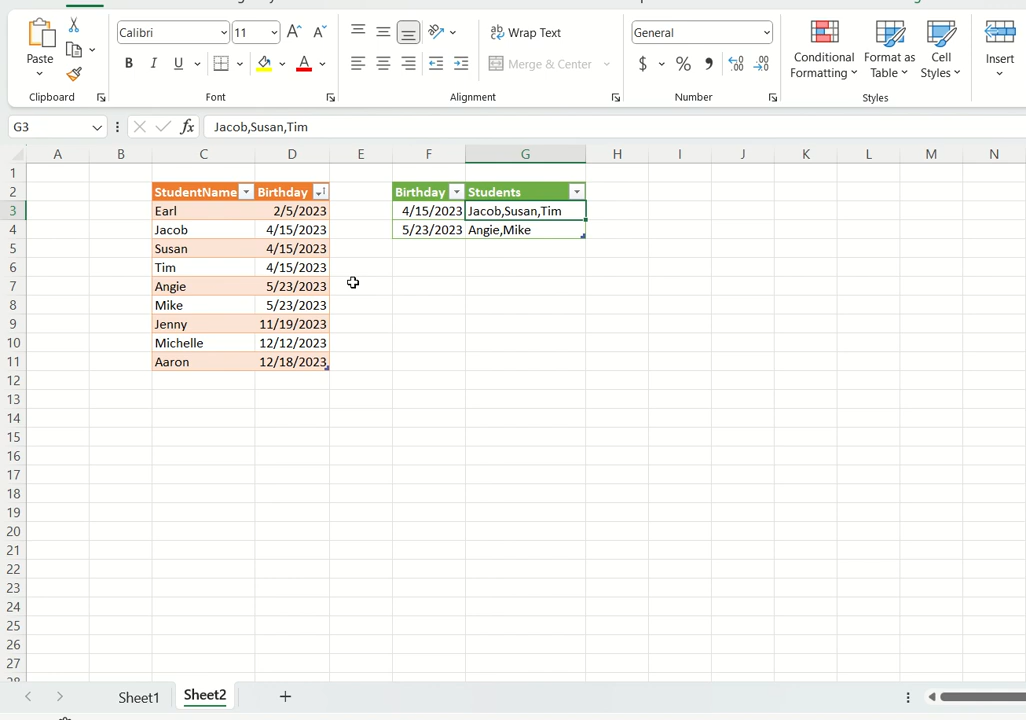 Calibri 11 Wrap Text General
Paste Merge & Center Conditional Formatting Format as Table Cell Styles Insert
Clipboard Font Alignment Number Styles
G3 fx Jacob,Susan,Tim
A B C D E F G H I J K L M N
1
2 StudentName Birthday Birthday Students
3 Earl 2/5/2023 4/15/2023 Jacob,Susan,Tim
4 Jacob 4/15/2023 5/23/2023 Angie,Mike
5 Susan 4/15/2023
6 Tim 4/15/2023
7 Angie 5/23/2023
8 Mike 5/23/2023
9 Jenny 11/19/2023
10 Michelle 12/12/2023
11 Aaron 12/18/2023
12
13
14
15
16
17
18
19
20
21
22
23
24
25
26
27
Sheet1 Sheet2